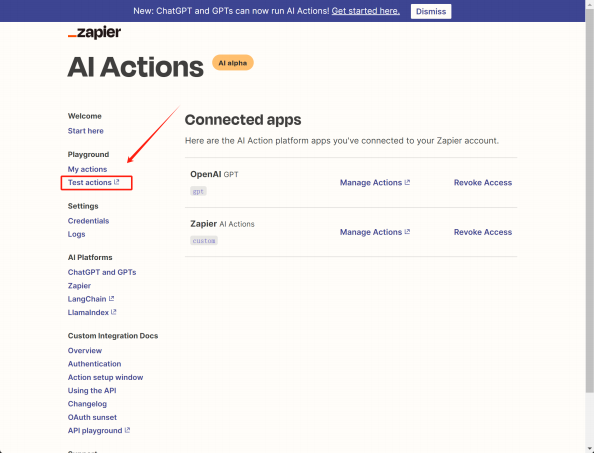 New: ChatGPT and GPTs can now run AI Actions! Get started here. Dismiss
zapier
AI Actions AI alpha
Welcome
Start here
Playground
My actions
Test actions
Settings
Credentials
Logs
AI Platforms
ChatGPT and GPTs
Zapier
LangChain
LlamaIndex
Custom Integration Docs
Overview
Authentication
Action setup window
Using the API
Changelog
OAuth sunset
API playground
Connected apps
Here are the AI Action platform apps you've connected to your Zapier account.
OpenAI GPT
gpt
Manage Actions Revoke Access
Zapier AI Actions
custom
Manage Actions Revoke Access